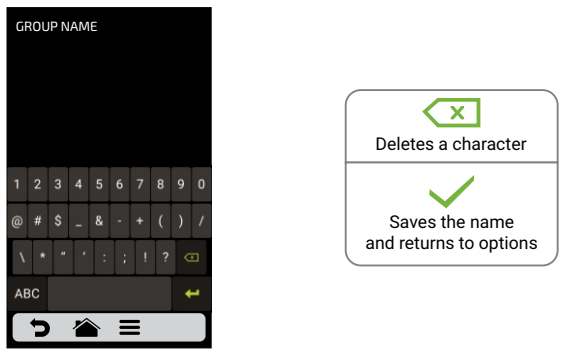 GROUP NAME
1 2 3 4 5 6 7 8 9 0
@ # $ _ & - + ( ) /
\ * “ ‘ : ; ! ?
ABC
Deletes a character
Saves the name
and returns to options